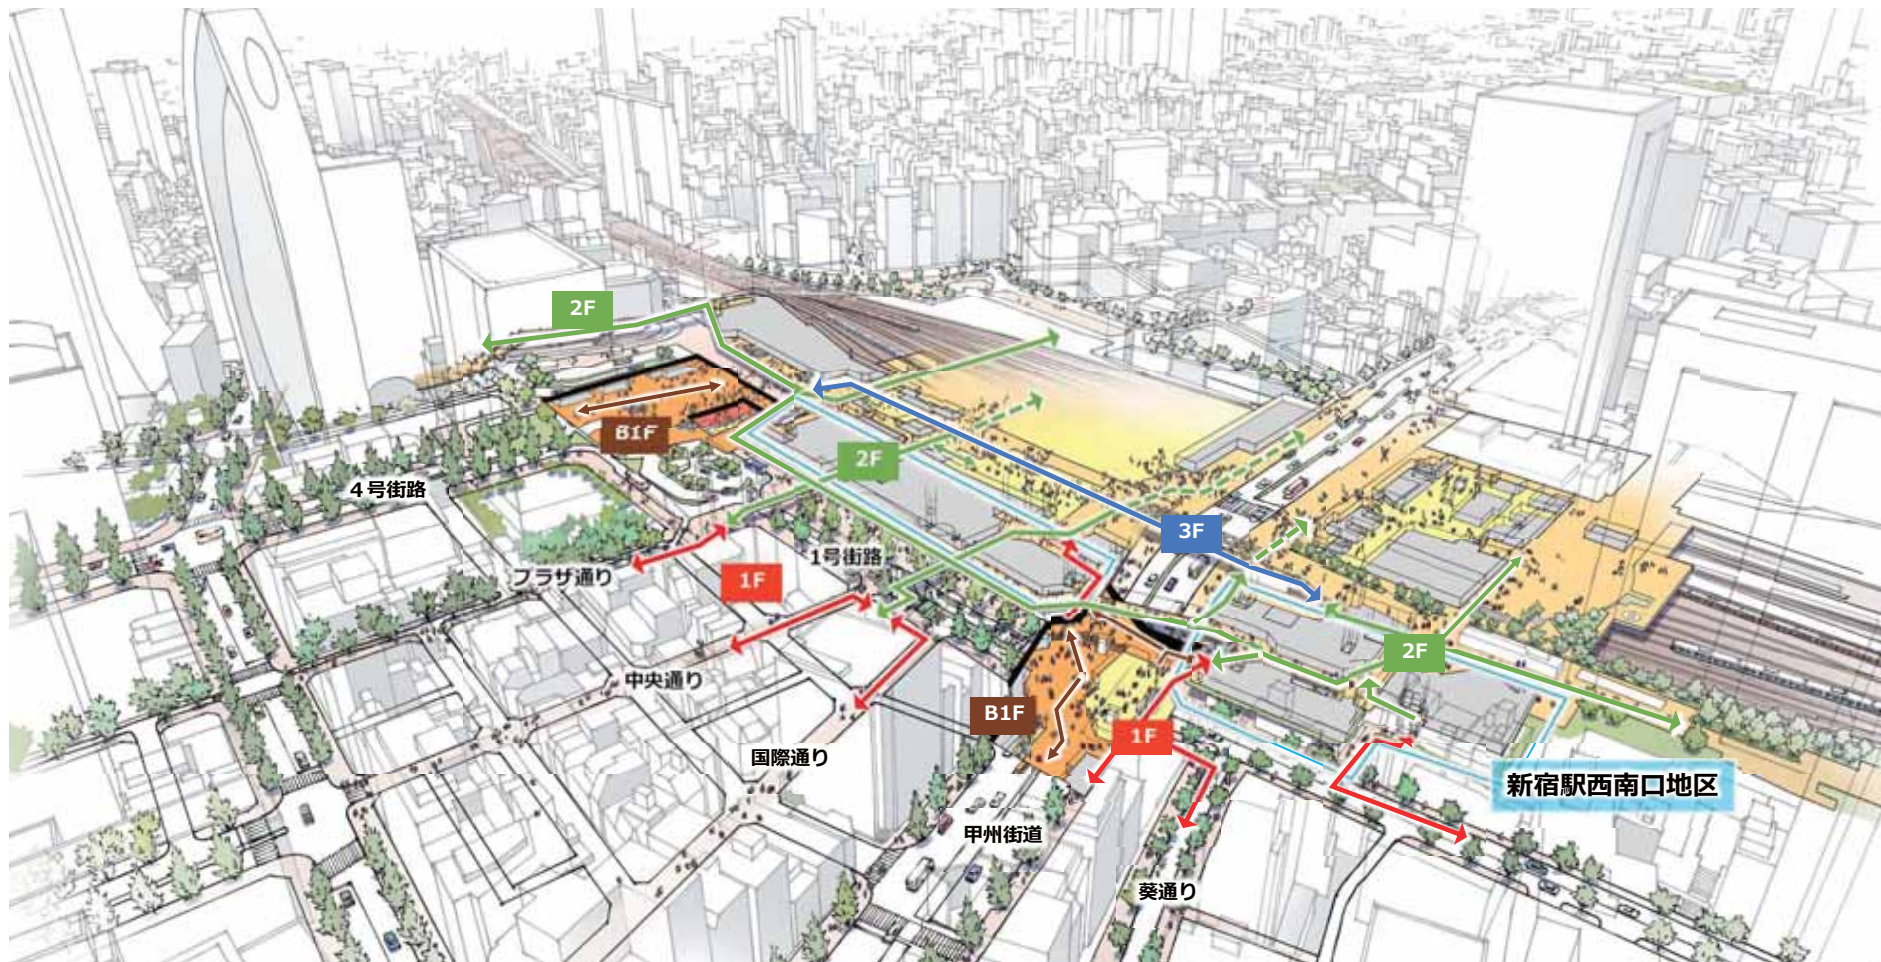 2F
B1F
2F
4号街路
3F
1号街路
プラザ通り
1F
2F
中央通り
B1F
1F
国際通り
新宿駅西南口地区
甲州街道
葵通り